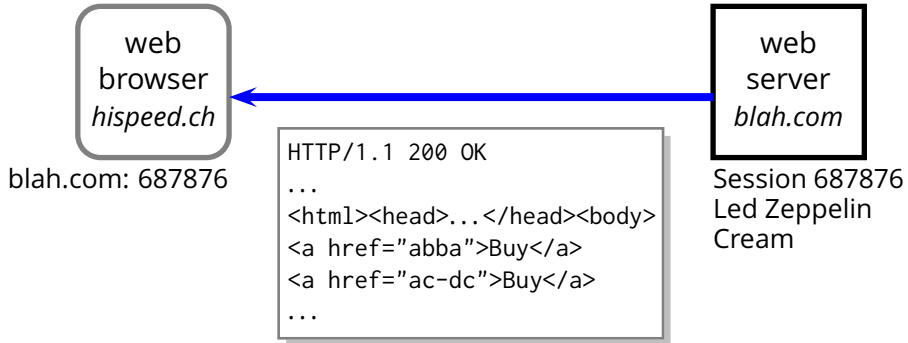 web
browser
hispeed.ch
blah.com: 687876
web
server
blah.com
Session 687876
Led Zeppelin
Cream
HTTP/1.1 200 OK
...
<html><head>...</head><body>
<a href="abba">Buy</a>
<a href="ac-dc">Buy</a>
...